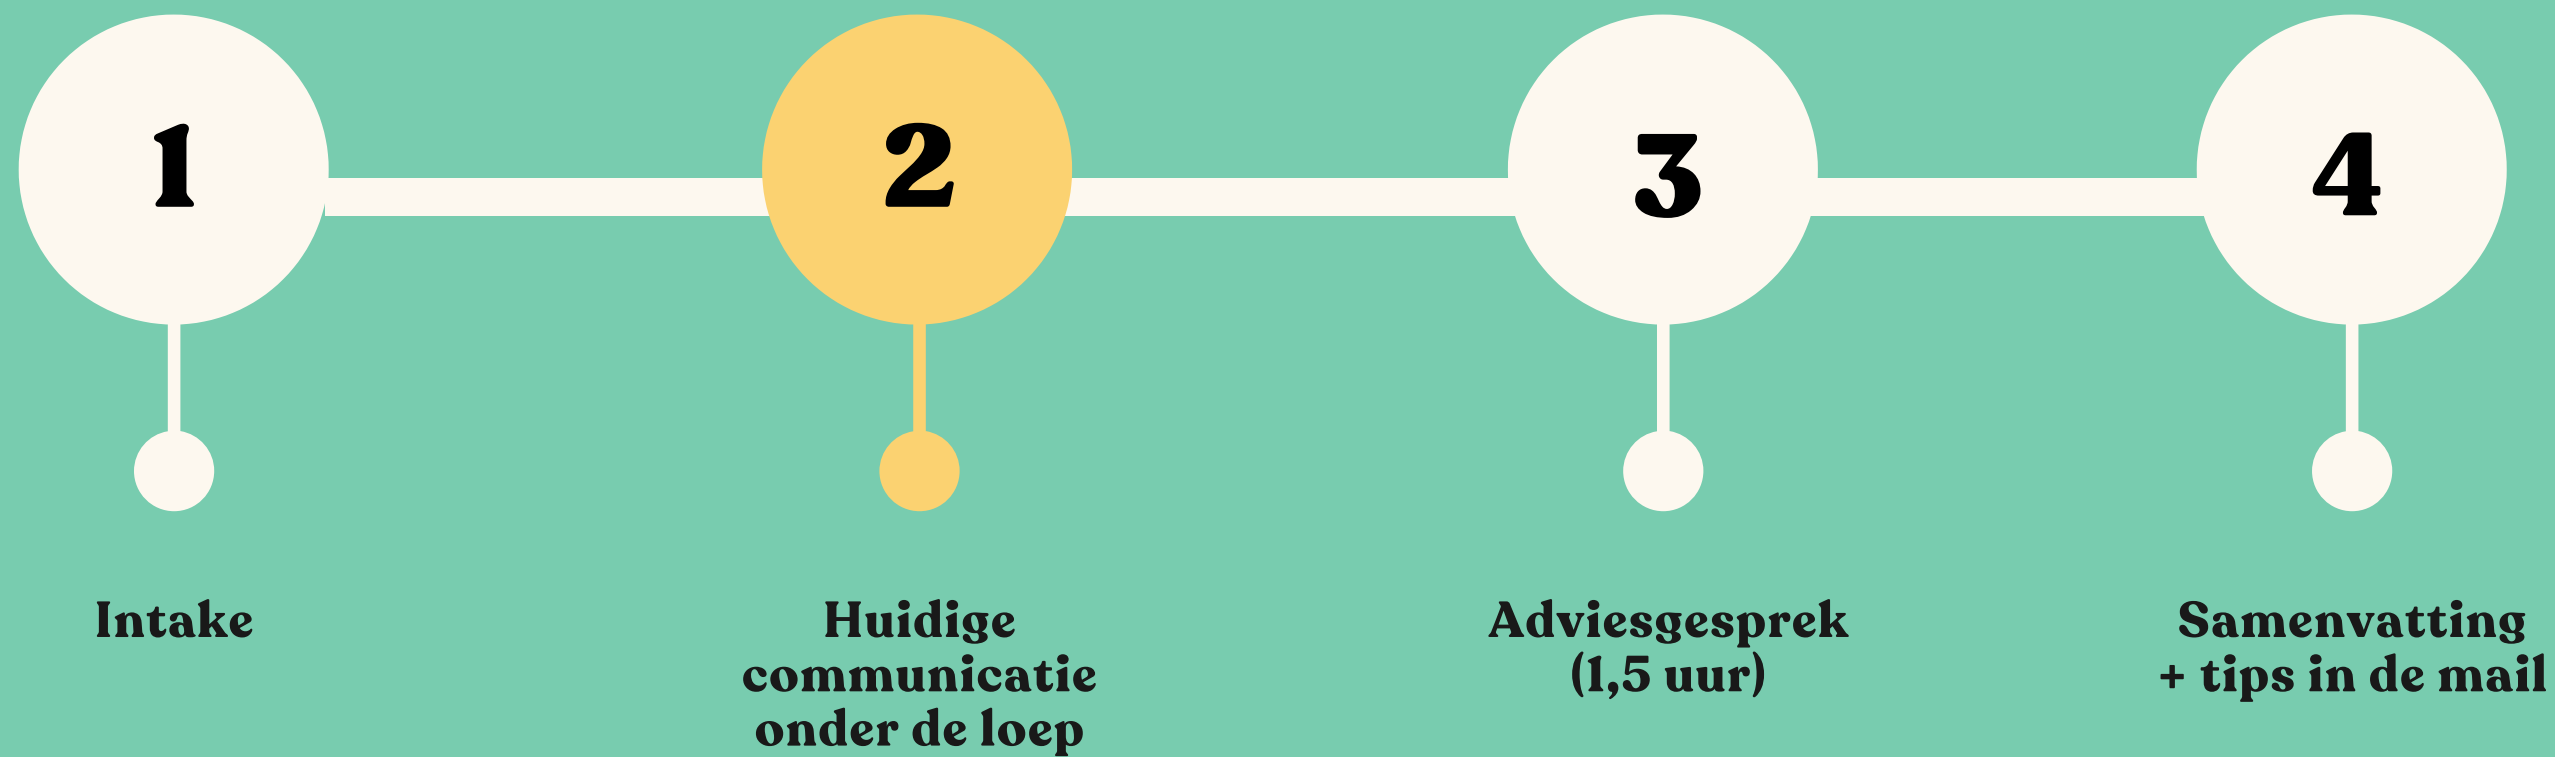 1
2
3
4
Intake
Huidige
communicatie
onder de loep
Adviesgesprek
(1,5 uur)
Samenvatting
+ tips in de mail